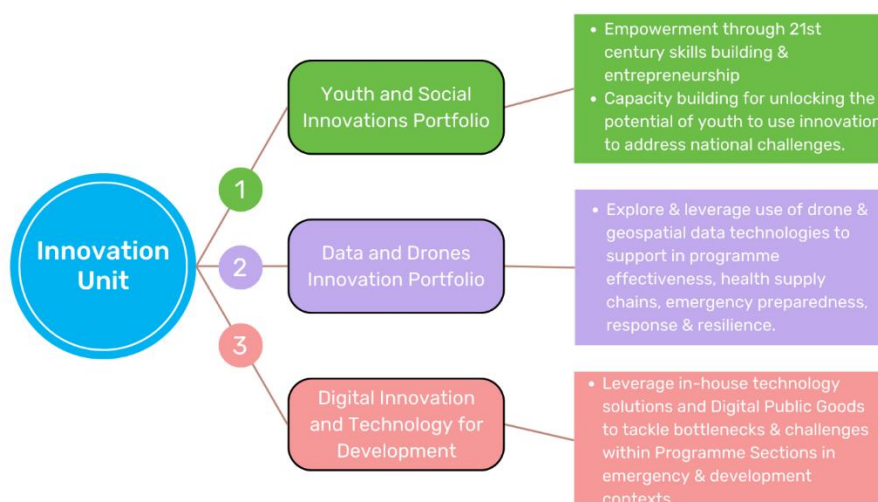 Innovation
Unit
1
Youth and Social
Innovations Portfolio
• Empowerment through 21st
century skills building &
entrepreneurship
• Capacity building for unlocking the
potential of youth to use innovation
to address national challenges.
2
Data and Drones
Innovation Portfolio
• Explore & leverage use of drone &
geospatial data technologies to
support in programme
effectiveness, health supply
chains, emergency preparedness,
response & resilience.
3
Digital Innovation
and Technology for
Development
• Leverage in-house technology
solutions and Digital Public Goods
to tackle bottlenecks & challenges
within Programme Sections in
emergency & development
contexts